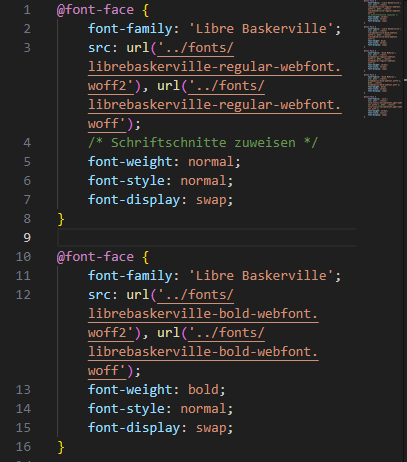 1 @font-face {
2 font-family: 'Libre Baskerville';
3 src: url('../fonts/
librebaskerville-regular-webfont.
woff2'), url('../fonts/
librebaskerville-regular-webfont.
woff');
4 /* Schriftschnitte zuweisen */
5 font-weight: normal;
6 font-style: normal;
7 font-display: swap;
8 }
9
10 @font-face {
11 font-family: 'Libre Baskerville';
12 src: url('../fonts/
librebaskerville-bold-webfont.
woff2'), url('../fonts/
librebaskerville-bold-webfont.
woff');
13 font-weight: bold;
14 font-style: normal;
15 font-display: swap;
16 }